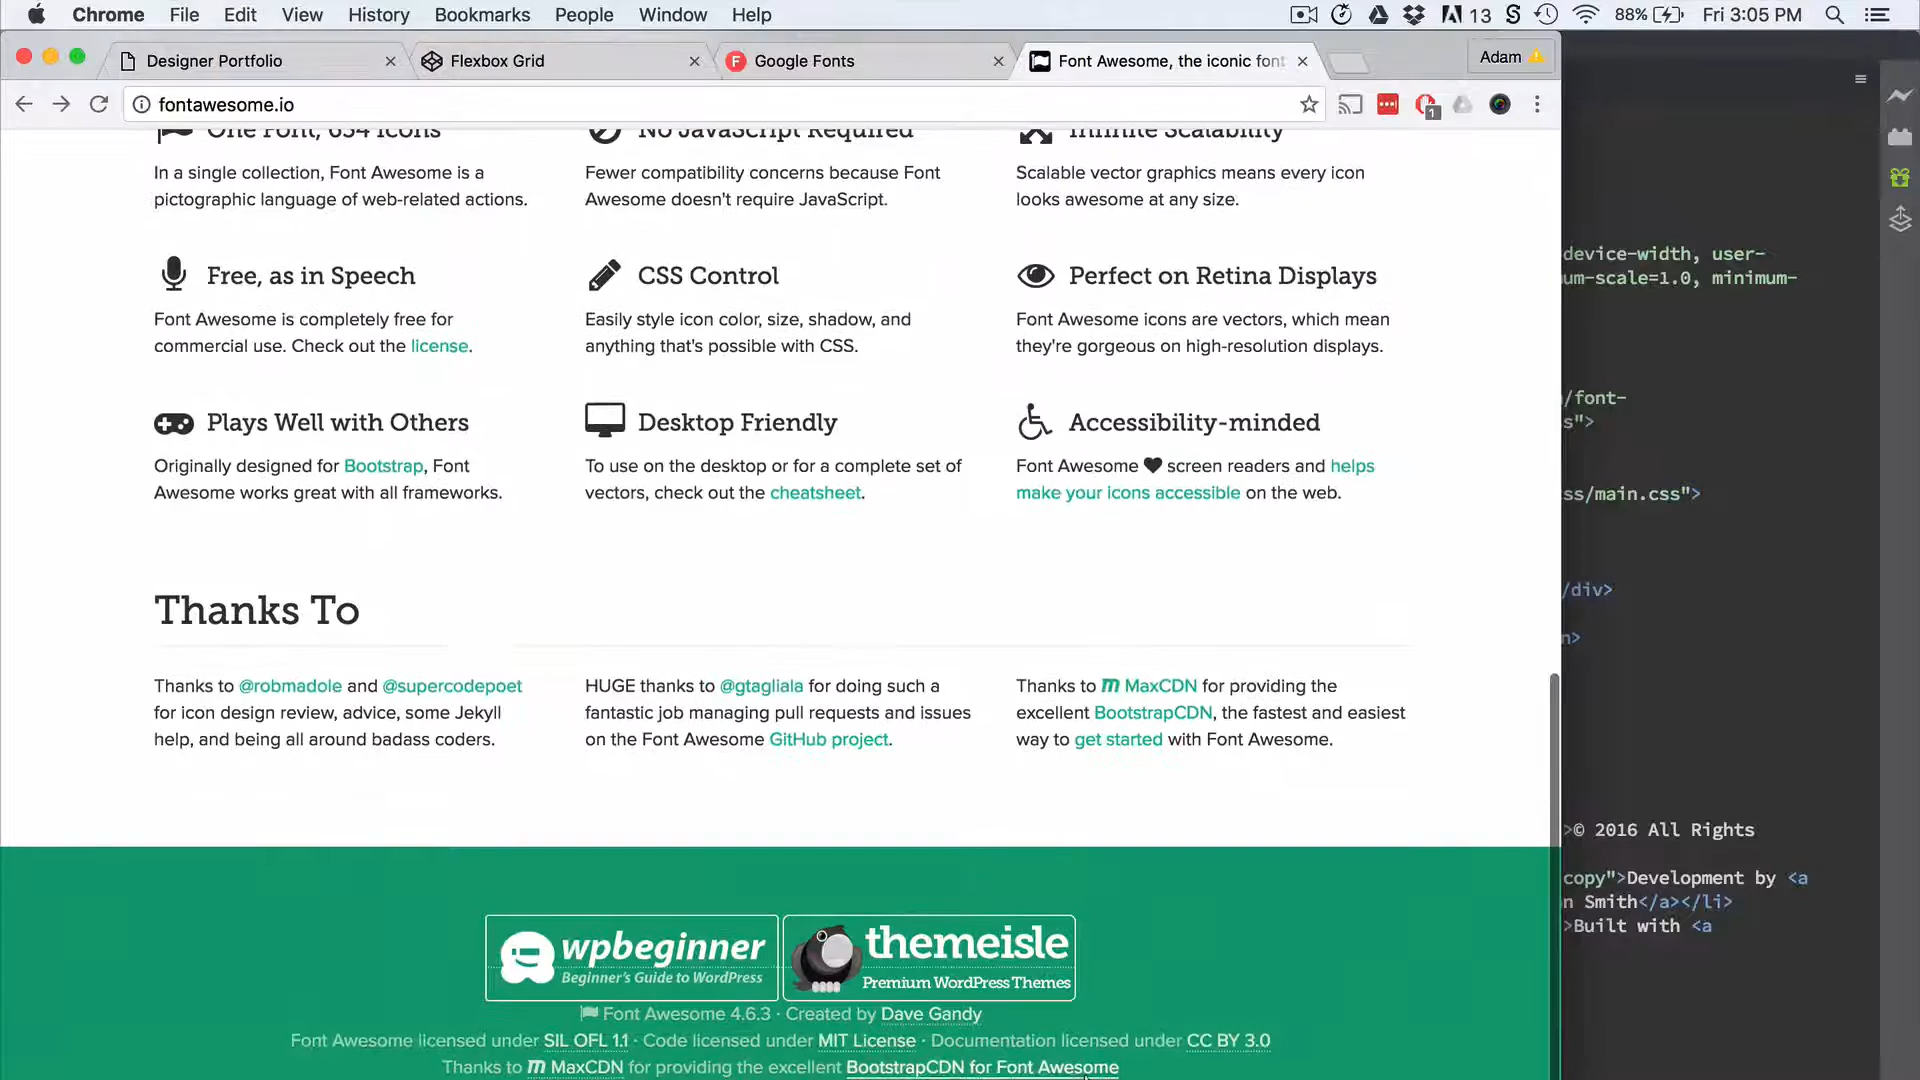 Chrome File Edit View History Bookmarks People Window Help 13 88% Fri 3:05 PM
Designer Portfolio Flexbox Grid Google Fonts Font Awesome, the iconic font Adam
fontawesome.io
1
One Font, 634 Icons No JavaScript Required Infinite Scalability
In a single collection, Font Awesome is a
pictographic language of web-related actions.
Fewer compatibility concerns because Font
Awesome doesn't require JavaScript.
Scalable vector graphics means every icon
looks awesome at any size.
Free, as in Speech
Font Awesome is completely free for
commercial use. Check out the license.
CSS Control
Easily style icon color, size, shadow, and
anything that's possible with CSS.
Perfect on Retina Displays
Font Awesome icons are vectors, which mean
they're gorgeous on high-resolution displays.
Plays Well with Others
Originally designed for Bootstrap, Font
Awesome works great with all frameworks.
Desktop Friendly
To use on the desktop or for a complete set of
vectors, check out the cheatsheet.
Accessibility-minded
Font Awesome screen readers and helps
make your icons accessible on the web.
Thanks To
Thanks to @robmadole and @supercodepoet
for icon design review, advice, some Jekyll
help, and being all around badass coders.
HUGE thanks to @gtagliala for doing such a
fantastic job managing pull requests and issues
on the Font Awesome GitHub project.
Thanks to MaxCDN for providing the
excellent BootstrapCDN, the fastest and easiest
way to get started with Font Awesome.
wpbeginner
Beginner's Guide to WordPress
themeisle
Premium WordPress Themes
Font Awesome 4.6.3 · Created by Dave Gandy
Font Awesome licensed under SIL OFL 1.1 · Code licensed under MIT License · Documentation licensed under CC BY 3.0
Thanks to MaxCDN for providing the excellent BootstrapCDN for Font Awesome
device-width, user-
um-scale=1.0, minimum-
/font-
s">
ss/main.css">
/div>
n>
>© 2016 All Rights
copy">Development by <a
n Smith</a></li>
>Built with <a